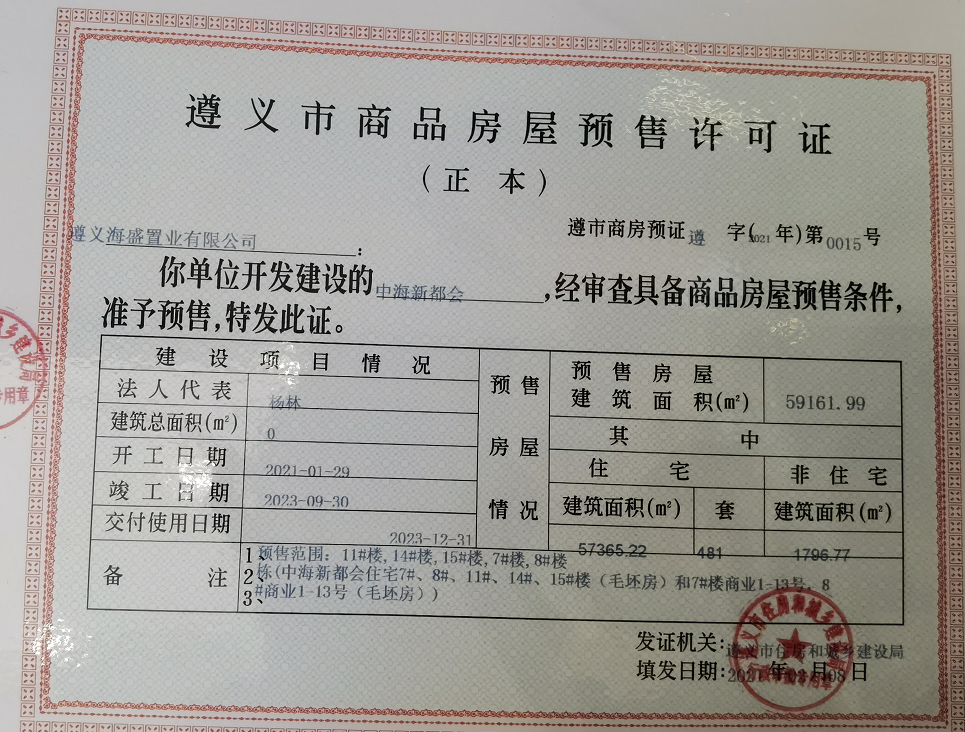 遵义市商品房屋预售许可证
（正 本）
遵市商房预证遵 字(2021年)第0015号
遵义海盛置业有限公司：
你单位开发建设的中海新都会,经审查具备商品房屋预售条件,
准予预售,特发此证。
建设项目情况
法人代表 杨林
建筑总面积(m²) 0
开工日期 2021-01-29
竣工日期 2023-09-30
交付使用日期 2023-12-31
预售
房屋
情况
预售房屋
建筑面积(m²) 59161.99
其中
住宅 非住宅
建筑面积(m²) 套 建筑面积(m²)
57365.22 481 1796.77
备注
1、预售范围：11#楼,14#楼,15#楼,7#楼,8#楼
2、栋(中海新都会住宅7#、8#、11#、14#、15#楼（毛坯房）和7#楼商业1-13号，8
3、#商业1-13号（毛坯房）)
发证机关:遵义市住房和城乡建设局
填发日期:2021年 月08日
乡建设局
用章